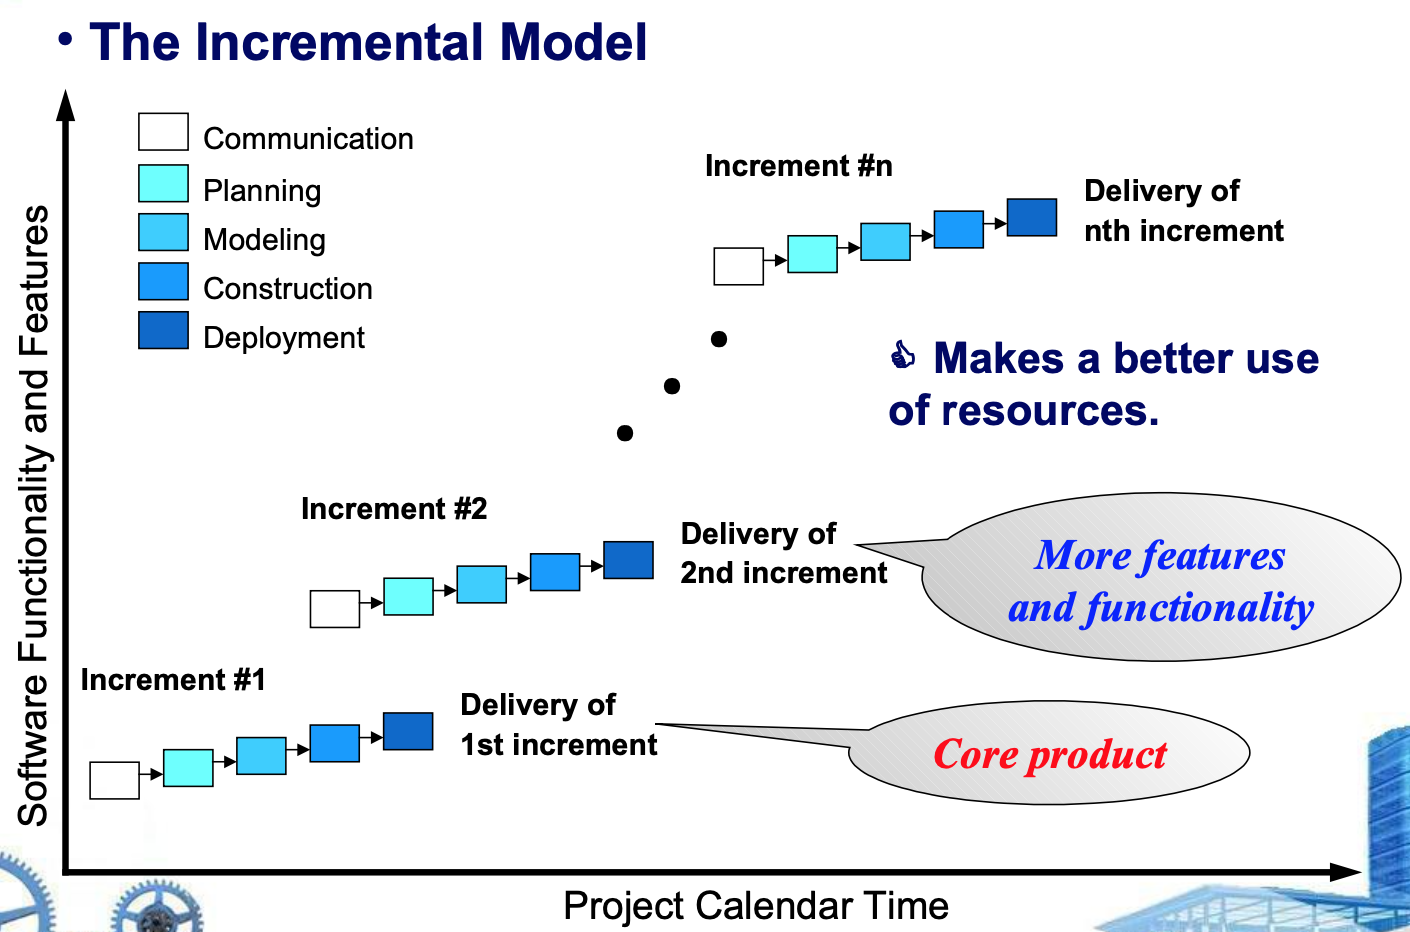 • The Incremental Model
Communication
Planning
Modeling
Construction
Deployment
Software Functionality and Features
Increment #n
Delivery of
nth increment
👍 Makes a better use
of resources.
Increment #2
Delivery of
2nd increment
More features
and functionality
Increment #1
Delivery of
1st increment
Core product
Project Calendar Time